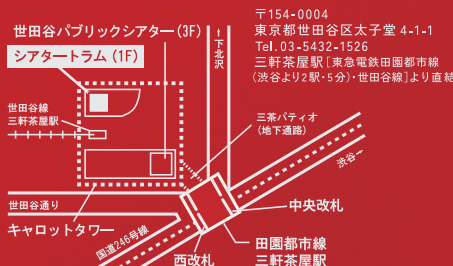 世田谷パブリックシアター(3F)
シアタートラム(1F)
世田谷線
三軒茶屋駅
世田谷通り
キャロットタワー
国道246号線
↑下北沢
三茶パティオ
(地下通路)
渋谷→
中央改札
西改札
田園都市線
三軒茶屋駅
〒154-0004
東京都世田谷区太子堂 4-1-1
Tel.03-5432-1526
三軒茶屋駅[東急電鉄田園都市線
(渋谷より2駅・5分)・世田谷線]より直結